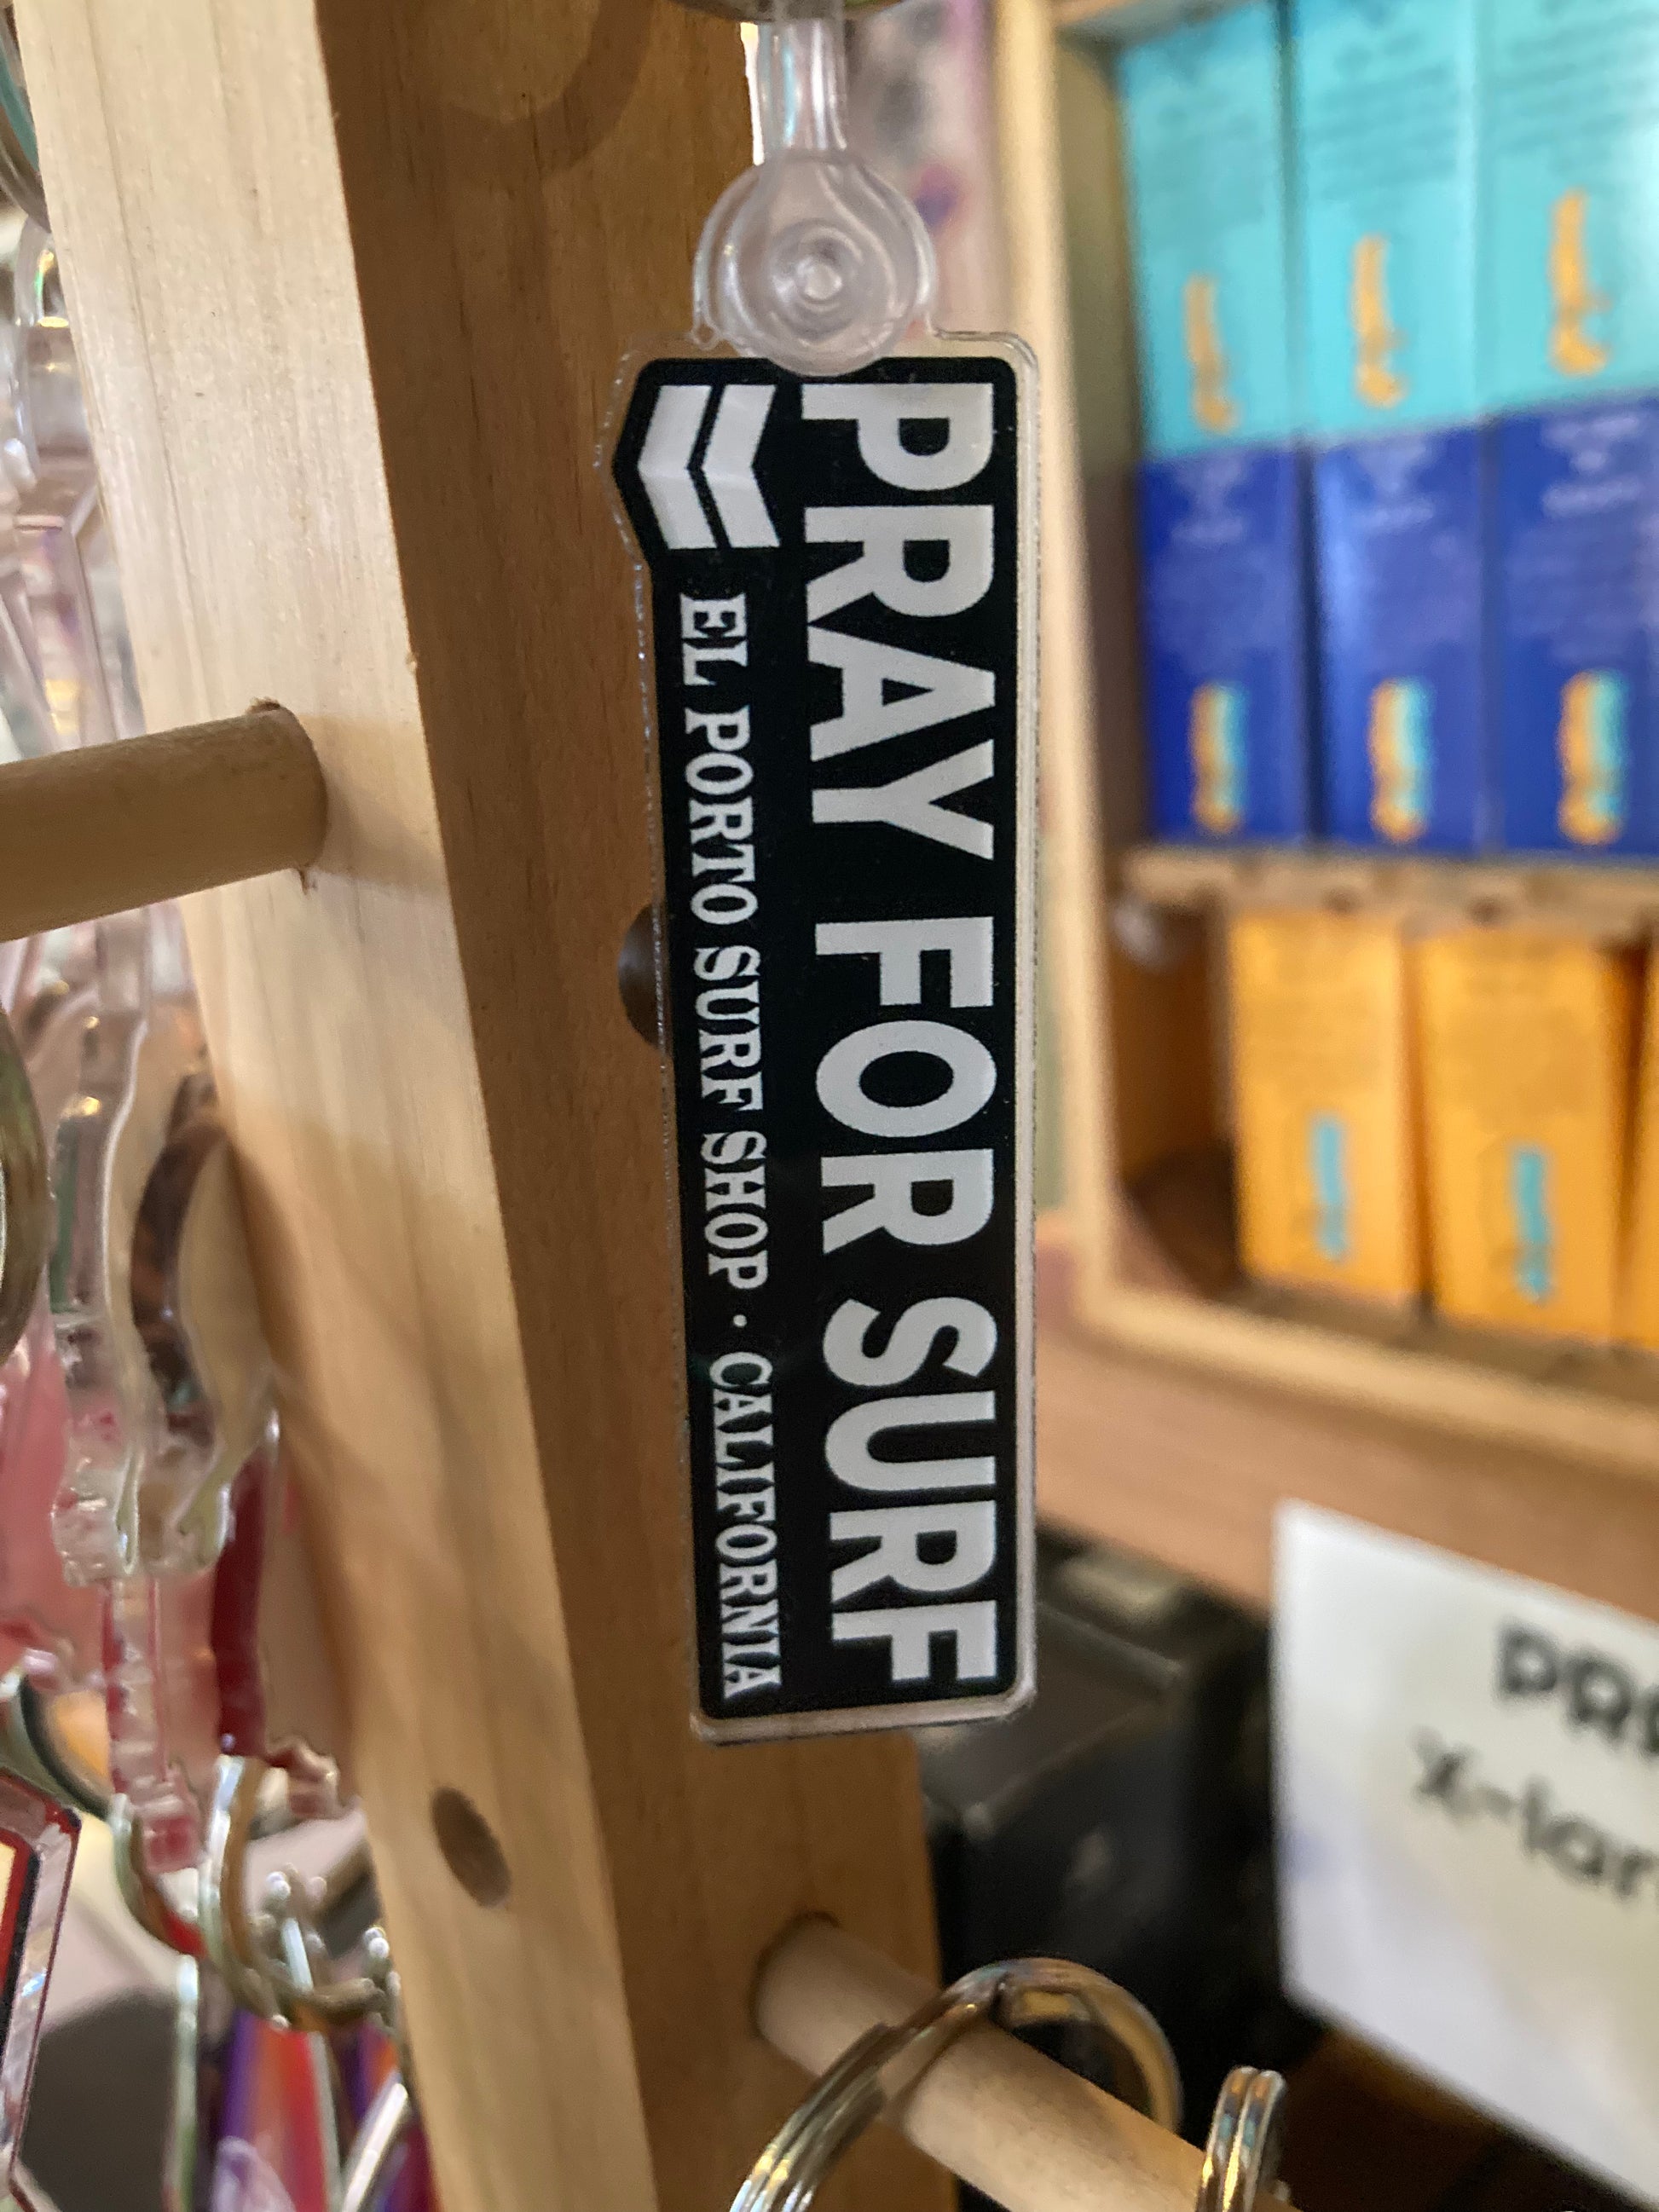 PRAY FOR SURF
EL PORTO SURF SHOP · CALIFORNIA